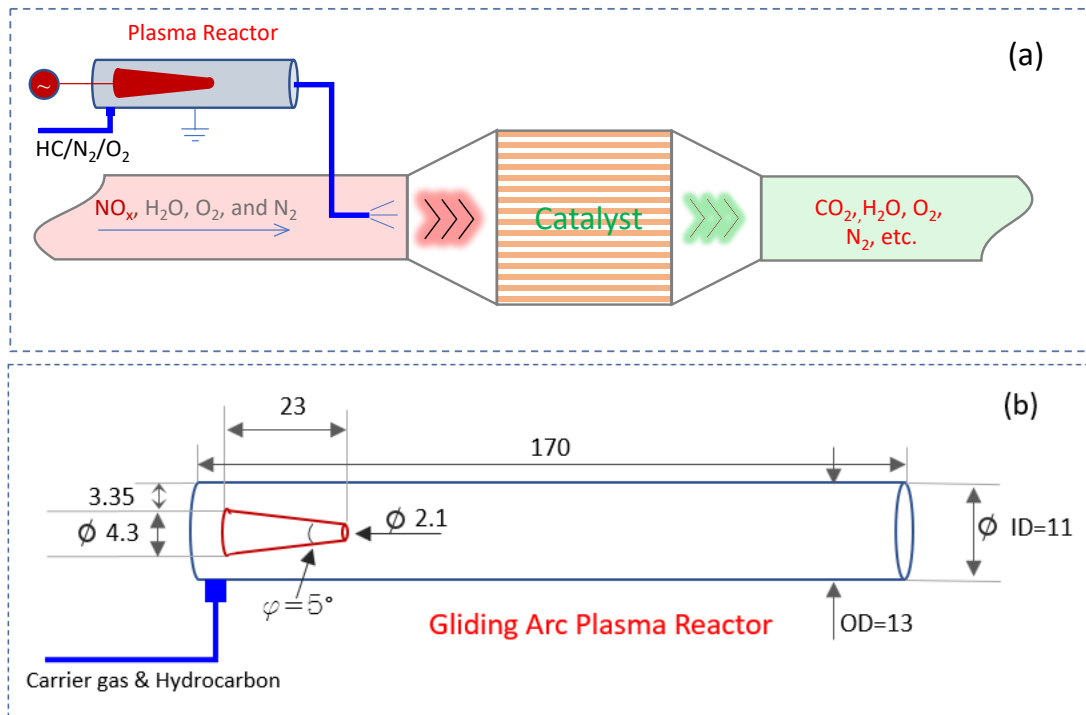 Plasma Reactor
(a)
~
HC/N₂/O₂
NOₓ, H₂O, O₂, and N₂
Catalyst
CO₂, H₂O, O₂,
N₂, etc.
(b)
23
170
3.35
ϕ 4.3
ϕ 2.1
ϕ ID=11
φ=5°
Gliding Arc Plasma Reactor
OD=13
Carrier gas & Hydrocarbon